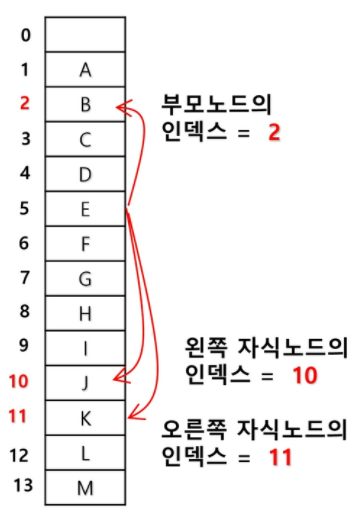 0
1 A
2 B
3 C
4 D
5 E
6 F
7 G
8 H
9 I
10 J
11 K
12 L
13 M
부모노드의
인덱스 = 2
왼쪽 자식노드의
인덱스 = 10
오른쪽 자식노드의
인덱스 = 11